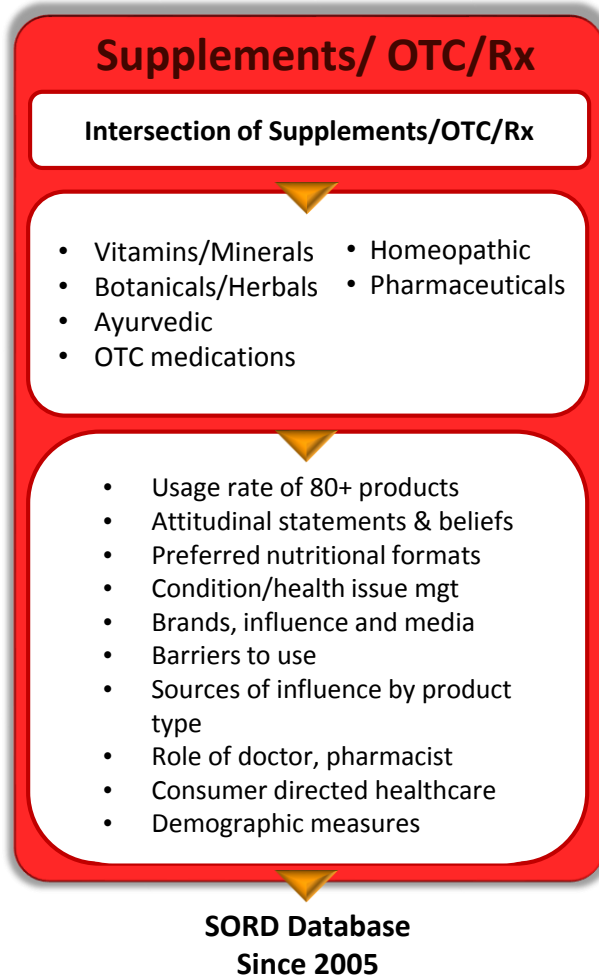 Supplements/ OTC/Rx
Intersection of Supplements/OTC/Rx
• Vitamins/Minerals
• Botanicals/Herbals
• Ayurvedic
• OTC medications
• Homeopathic
• Pharmaceuticals
• Usage rate of 80+ products
• Attitudinal statements & beliefs
• Preferred nutritional formats
• Condition/health issue mgt
• Brands, influence and media
• Barriers to use
• Sources of influence by product
type
• Role of doctor, pharmacist
• Consumer directed healthcare
• Demographic measures
SORD Database
Since 2005